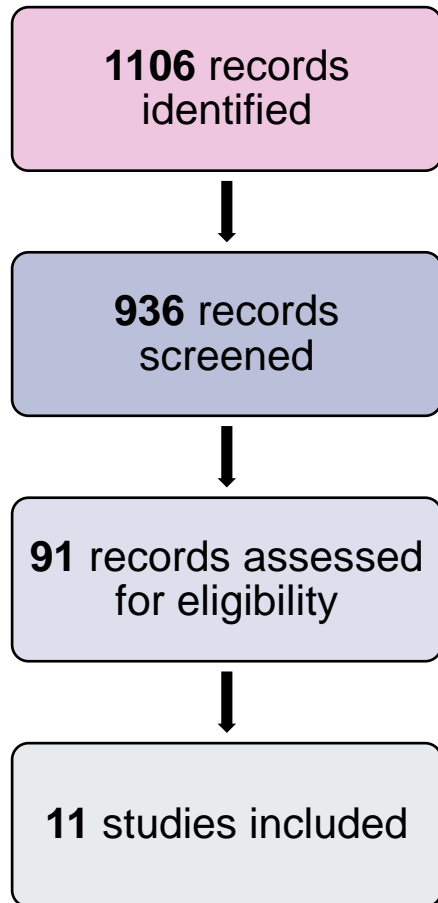 1106 records
identified
936 records
screened
91 records assessed
for eligibility
11 studies included